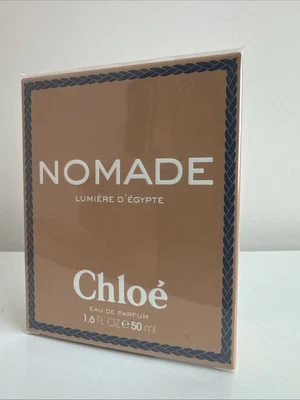 NOMADE
LUMIÈRE D'ÉGYPTE
Chloé
EAU DE PARFUM
1.6 FL OZ e 50 ml